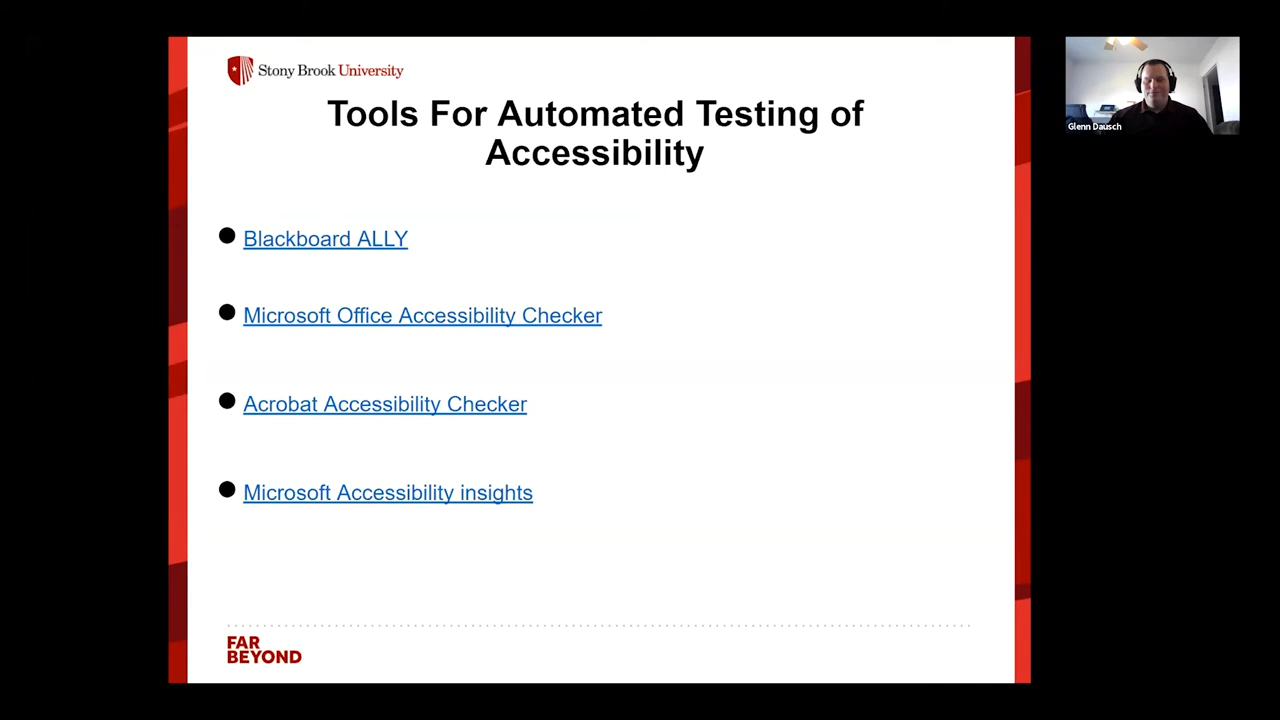 Stony Brook University
Glenn Dausch
Tools For Automated Testing of
Accessibility
Blackboard ALLY
Microsoft Office Accessibility Checker
Acrobat Accessibility Checker
Microsoft Accessibility insights
FAR
BEYOND